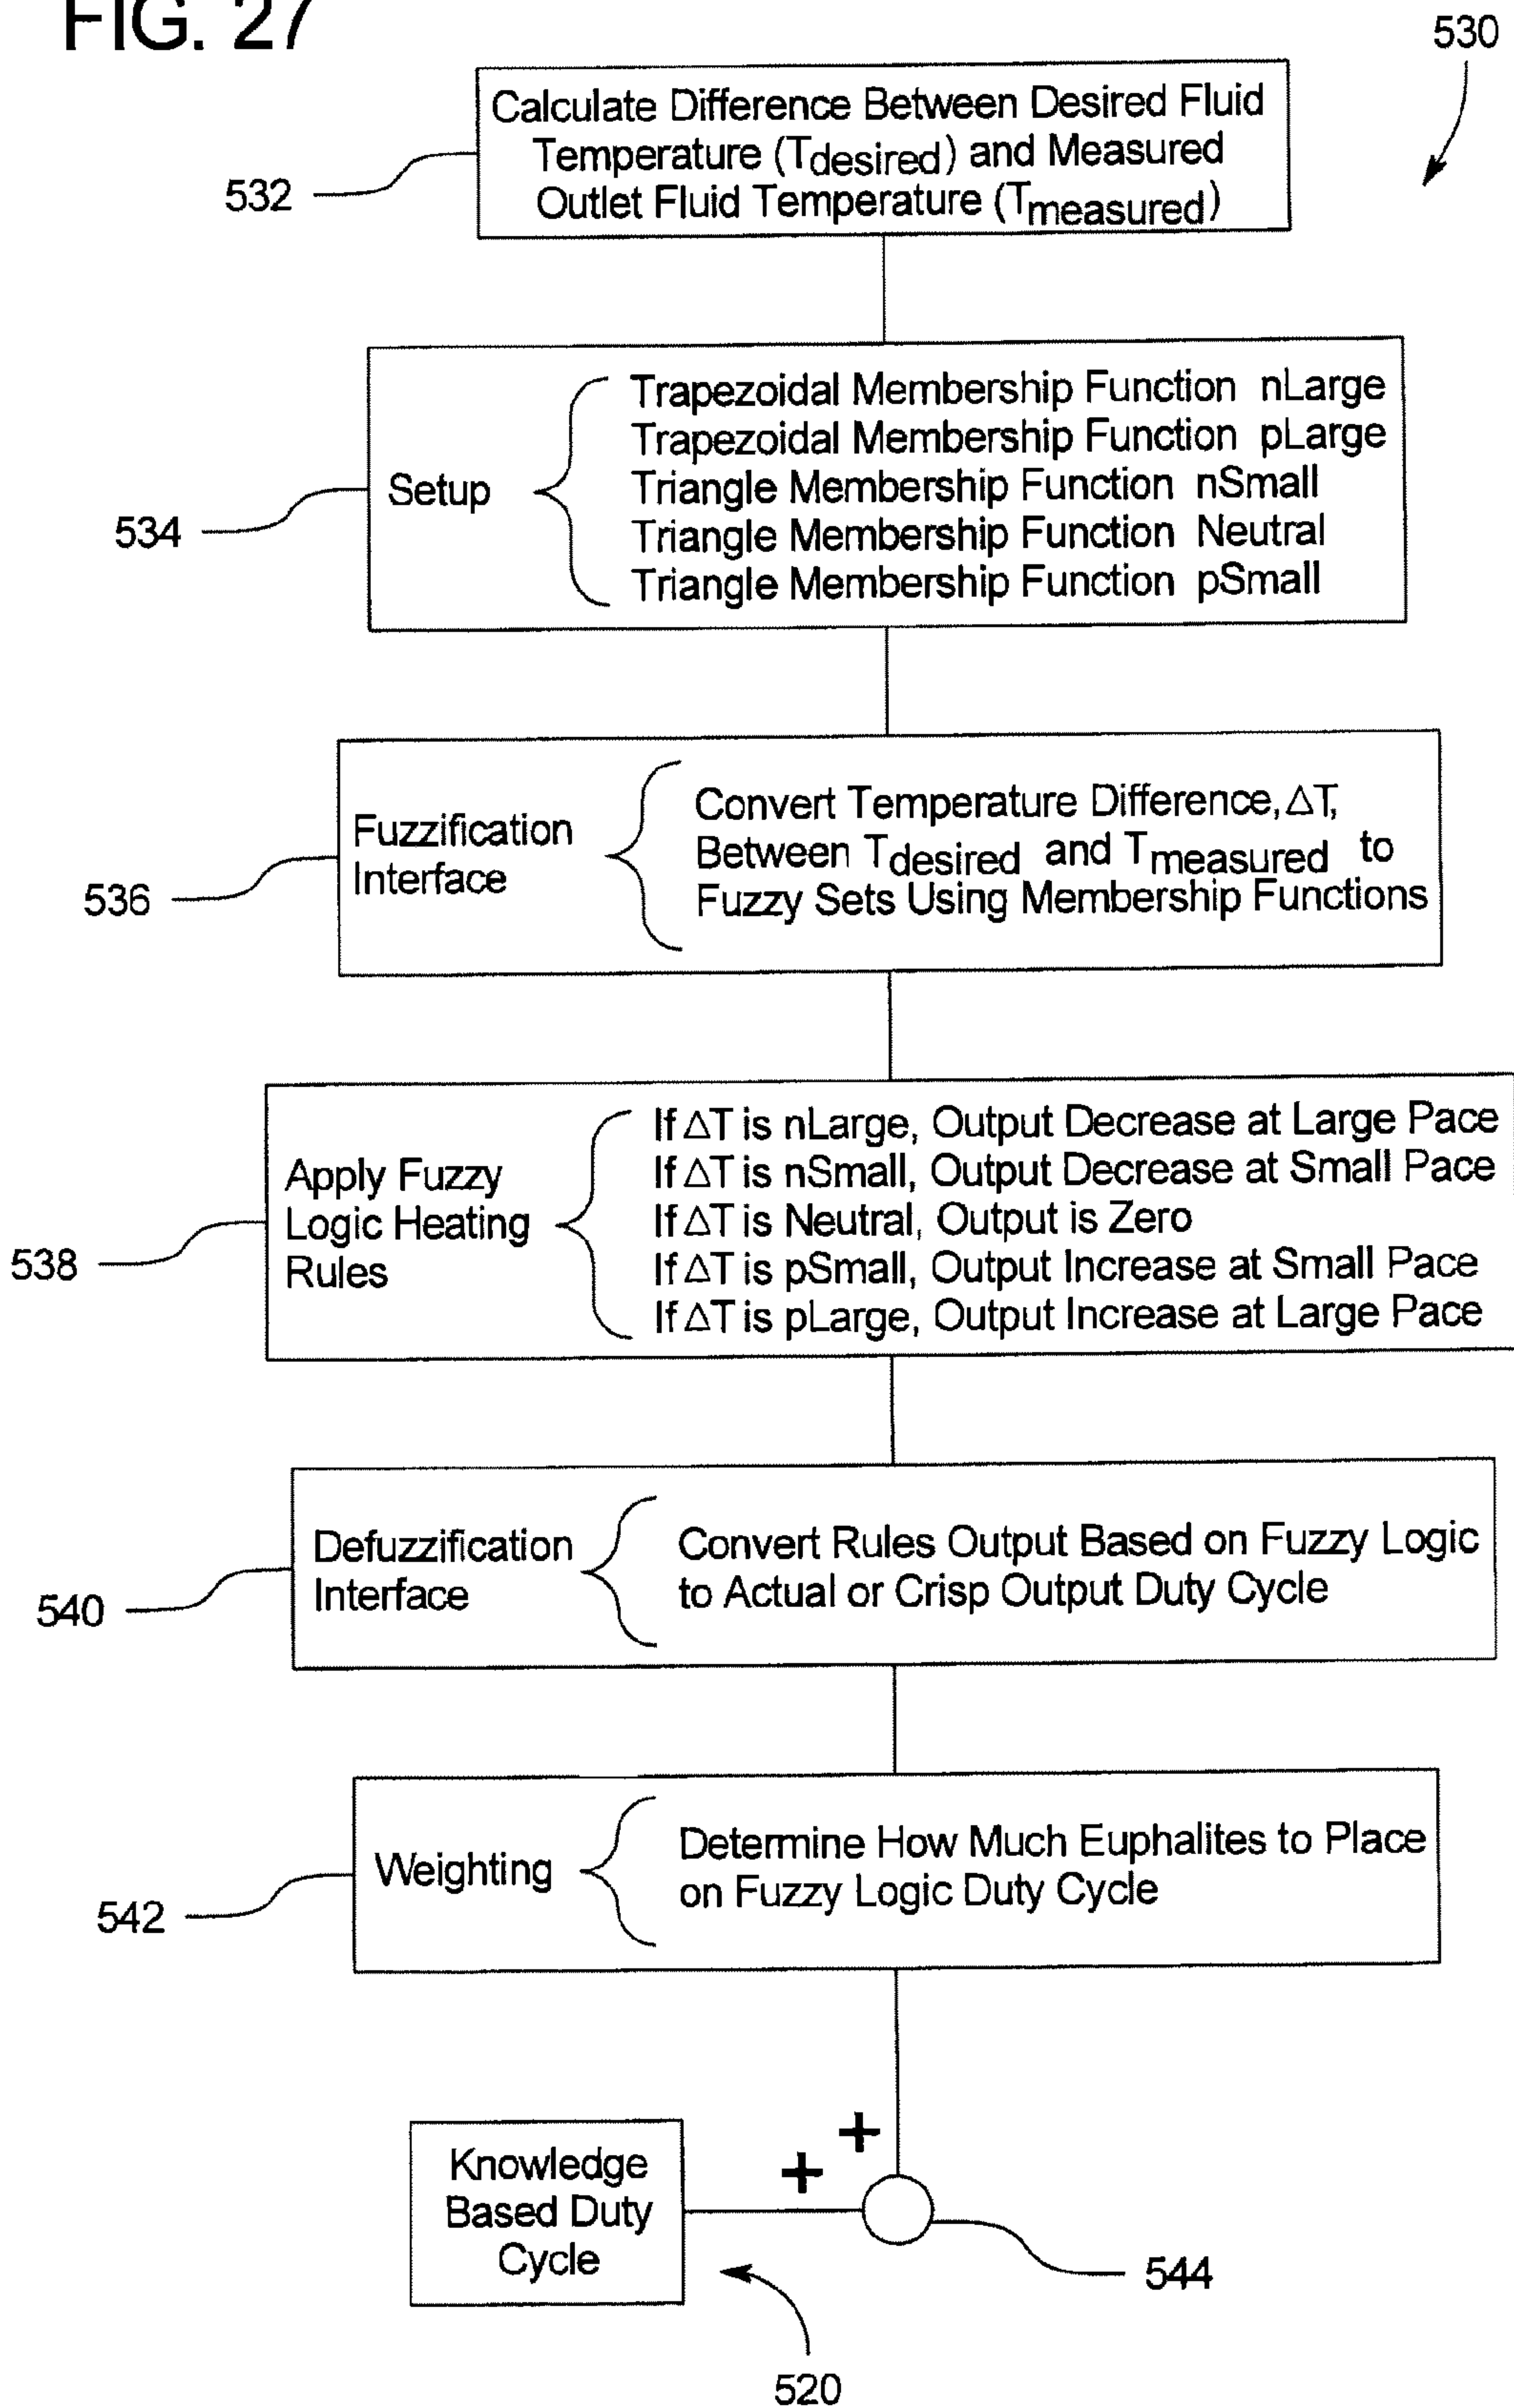 FIG. 27
530
Calculate Difference Between Desired Fluid
Temperature (Tdesired) and Measured
Outlet Fluid Temperature (Tmeasured)
532
Setup
Trapezoidal Membership Function nLarge
Trapezoidal Membership Function pLarge
Triangle Membership Function nSmall
Triangle Membership Function Neutral
Triangle Membership Function pSmall
534
Fuzzification
Interface
Convert Temperature Difference, ΔT,
Between Tdesired and Tmeasured to
Fuzzy Sets Using Membership Functions
536
Apply Fuzzy
Logic Heating
Rules
If ΔT is nLarge, Output Decrease at Large Pace
If ΔT is nSmall, Output Decrease at Small Pace
If ΔT is Neutral, Output is Zero
If ΔT is pSmall, Output Increase at Small Pace
If ΔT is pLarge, Output Increase at Large Pace
538
Defuzzification
Interface
Convert Rules Output Based on Fuzzy Logic
to Actual or Crisp Output Duty Cycle
540
Weighting
Determine How Much Euphalites to Place
on Fuzzy Logic Duty Cycle
542
+
+
Knowledge
Based Duty
Cycle
544
520